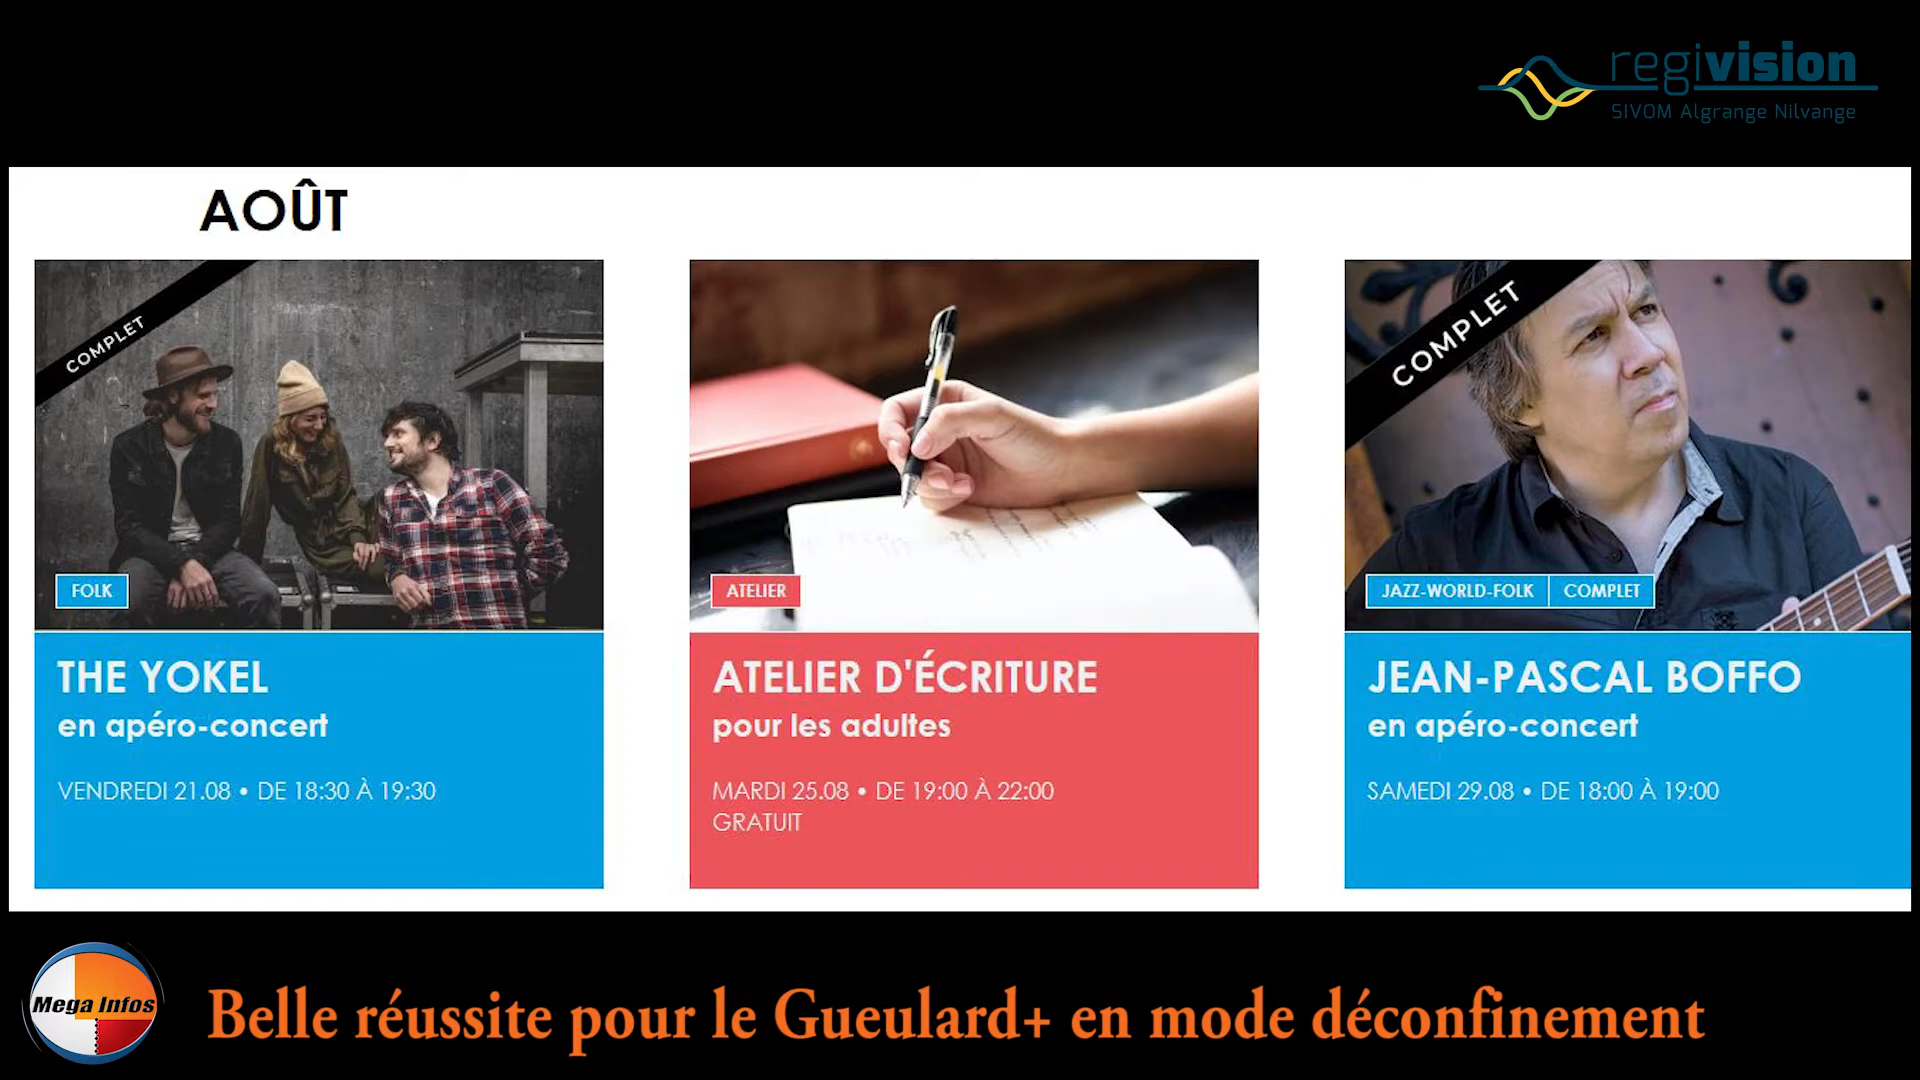 regivision
SIVOM Algrange Nilvange
AOÛT
COMPLET
FOLK
THE YOKEL
en apéro-concert
VENDREDI 21.08 • DE 18:30 À 19:30
ATELIER
ATELIER D'ÉCRITURE
pour les adultes
MARDI 25.08 • DE 19:00 À 22:00
GRATUIT
COMPLET
JAZZ-WORLD-FOLK COMPLET
JEAN-PASCAL BOFFO
en apéro-concert
SAMEDI 29.08 • DE 18:00 À 19:00
Mega Infos
Belle réussite pour le Gueulard+ en mode déconfinement